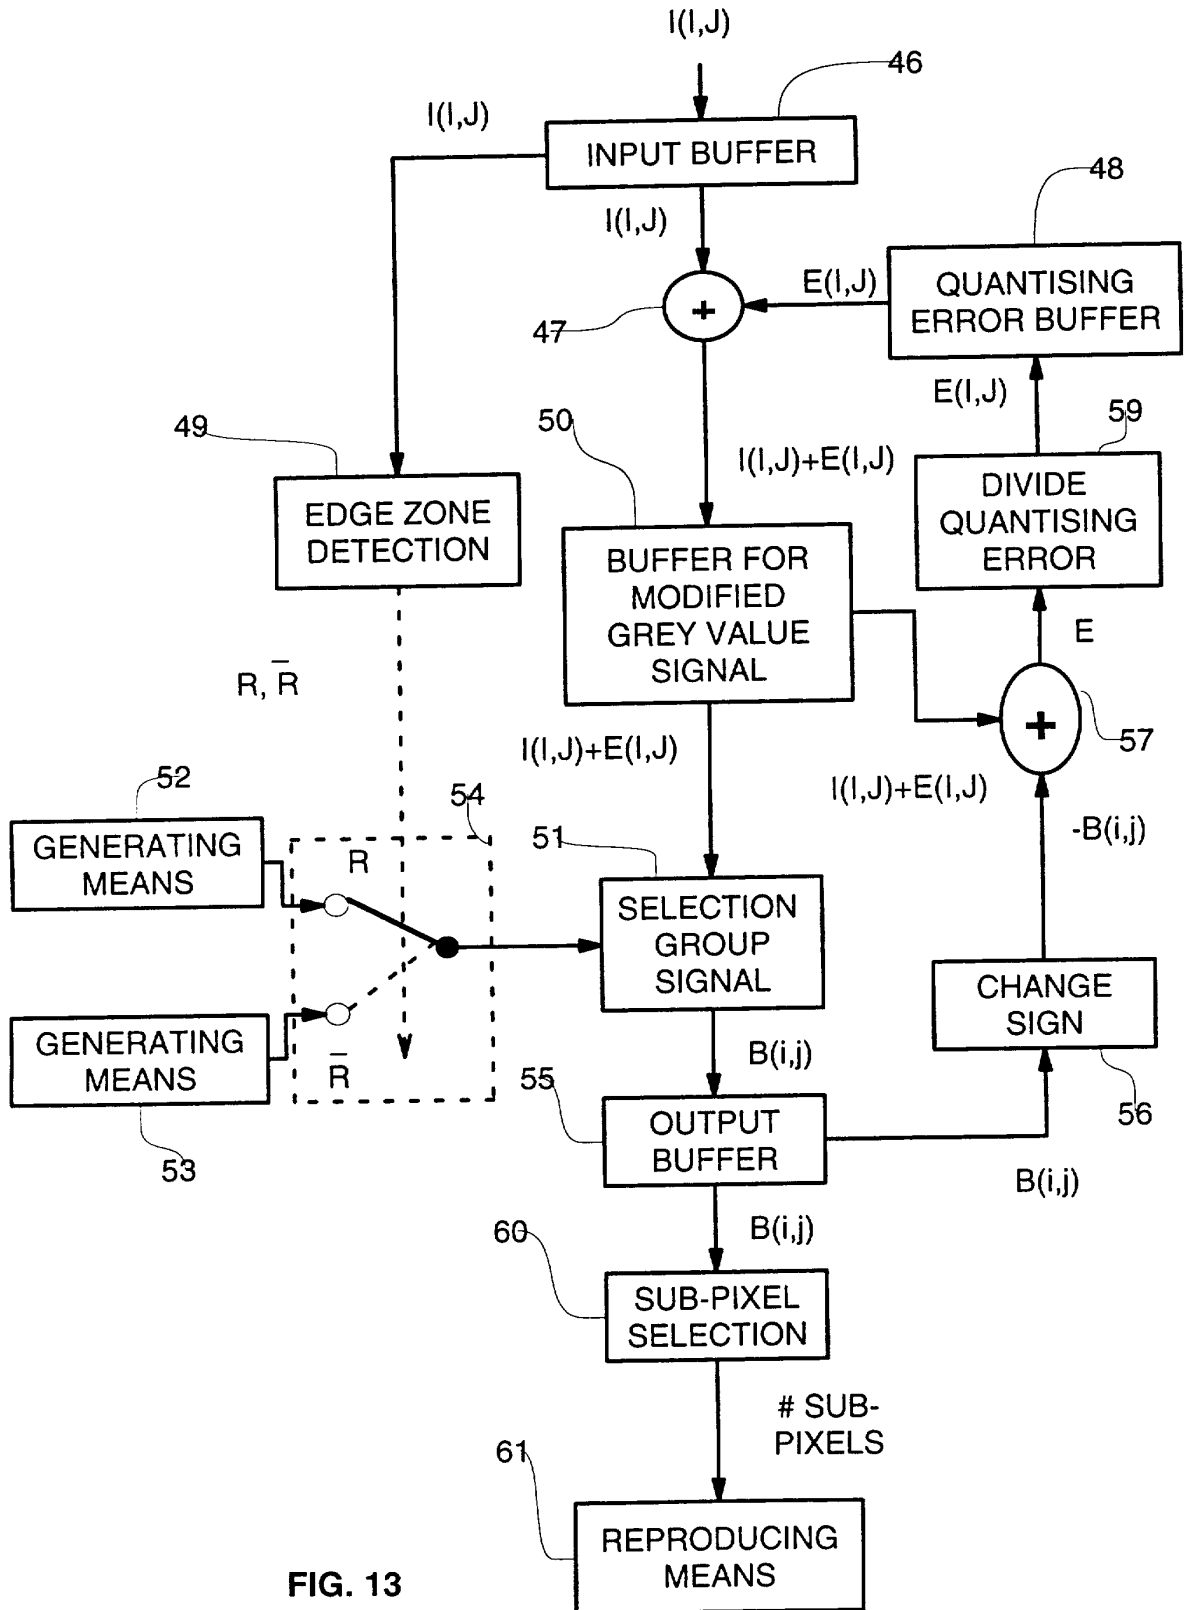 I(I,J)
46
I(I,J)
INPUT BUFFER
48
I(I,J)
E(I,J)
QUANTISING
ERROR BUFFER
+
47
E(I,J)
59
49
50
I(I,J)+E(I,J)
DIVIDE
QUANTISING
ERROR
EDGE ZONE
DETECTION
BUFFER FOR
MODIFIED
GREY VALUE
SIGNAL
E
R, R̅
+
57
I(I,J)+E(I,J)
52
54
I(I,J)+E(I,J)
-B(i,j)
51
GENERATING
MEANS
R
SELECTION
GROUP
SIGNAL
CHANGE
SIGN
GENERATING
MEANS
R̅
B(i,j)
55
56
OUTPUT
BUFFER
53
B(i,j)
B(i,j)
60
SUB-PIXEL
SELECTION
# SUB-
PIXELS
61
REPRODUCING
MEANS
FIG. 13